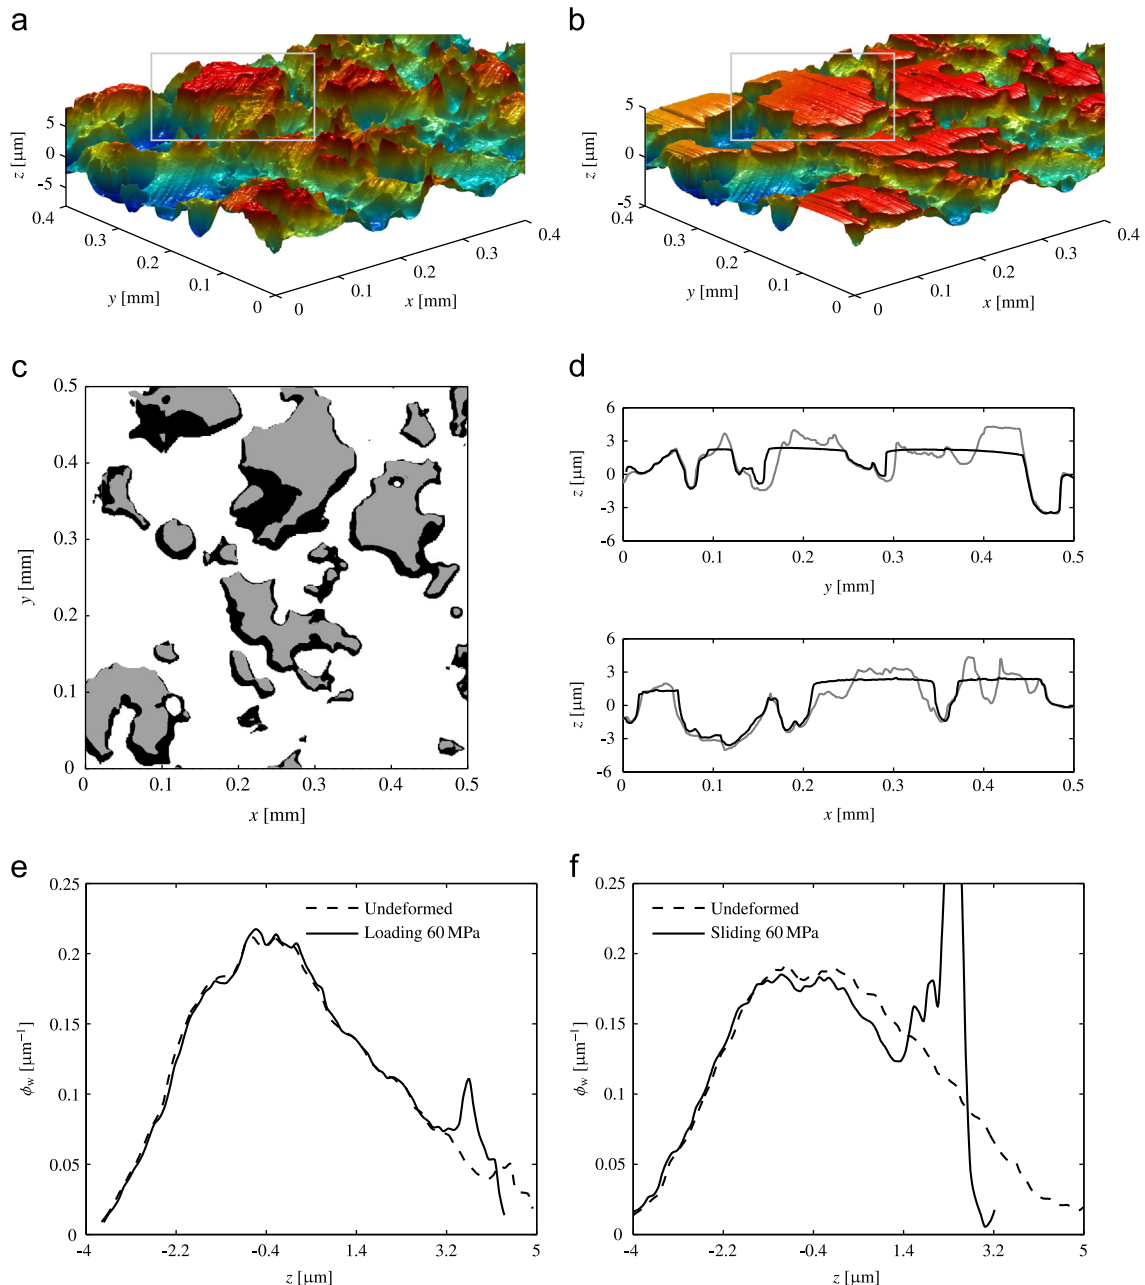 a
5
0
-5
z [μm]
0.4
0.3
0.2
0.1
0
y [mm]
0
0.1
0.2
0.3
0.4
x [mm]
b
5
0
-5
z [μm]
0.4
0.3
0.2
0.1
0
y [mm]
0
0.1
0.2
0.3
0.4
x [mm]
c
0.5
0.4
0.3
0.2
0.1
0
y [mm]
0 0.1 0.2 0.3 0.4 0.5
x [mm]
d
6
3
0
-3
-6
z [μm]
0 0.1 0.2 0.3 0.4 0.5
y [mm]
6
3
0
-3
-6
z [μm]
0 0.1 0.2 0.3 0.4 0.5
x [mm]
e
0.25
0.2
0.15
0.1
0.05
0
ϕw [μm⁻¹]
Undeformed
Loading 60 MPa
-4 -2.2 -0.4 1.4 3.2 5
z [μm]
f
0.25
0.2
0.15
0.1
0.05
0
ϕw [μm⁻¹]
Undeformed
Sliding 60 MPa
-4 -2.2 -0.4 1.4 3.2 5
z [μm]